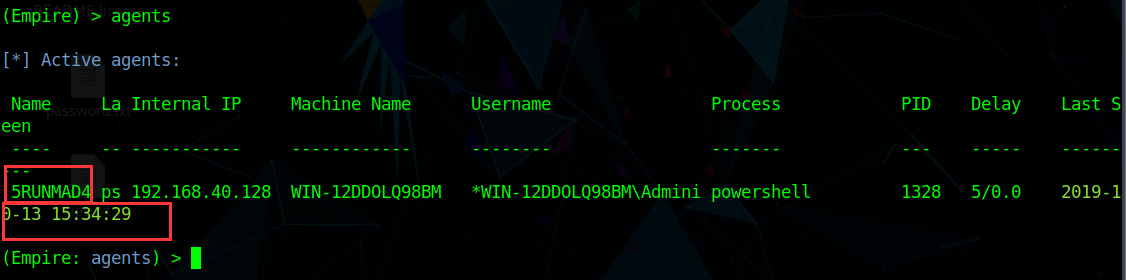 (Empire) > agents
[*] Active agents:
Name La Internal IP Machine Name Username Process PID Delay Last S
een
---- -- ----------- ------------ -------- ------- --- ----- ------
---
5RUNMAD4 ps 192.168.40.128 WIN-12DDOLQ98BM *WIN-12DDOLQ98BM\Admini powershell 1328 5/0.0 2019-1
0-13 15:34:29
(Empire: agents) >
password.txt